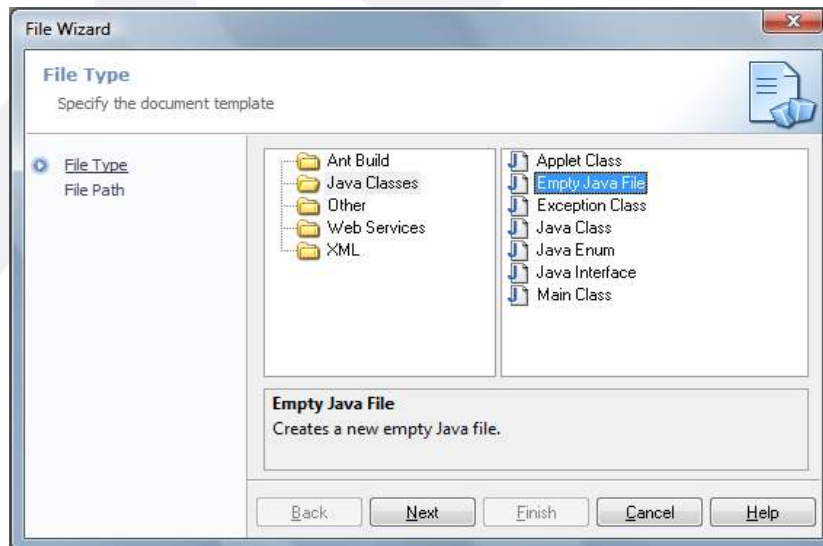 File Wizard
File Type
Specify the document template
File Type
File Path
Ant Build
Java Classes
Other
Web Services
XML
Applet Class
Empty Java File
Exception Class
Java Class
Java Enum
Java Interface
Main Class
Empty Java File
Creates a new empty Java file.
Back Next Finish Cancel Help